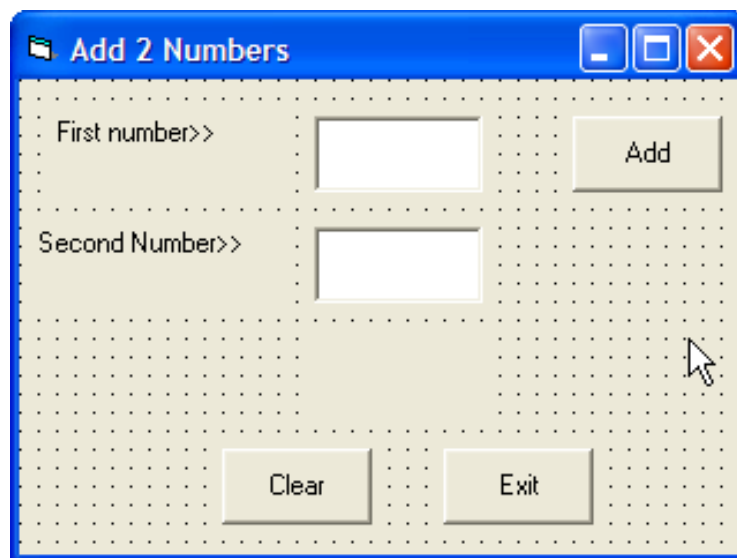 Add 2 Numbers
First number>>
Add
Second Number>>
Clear
Exit